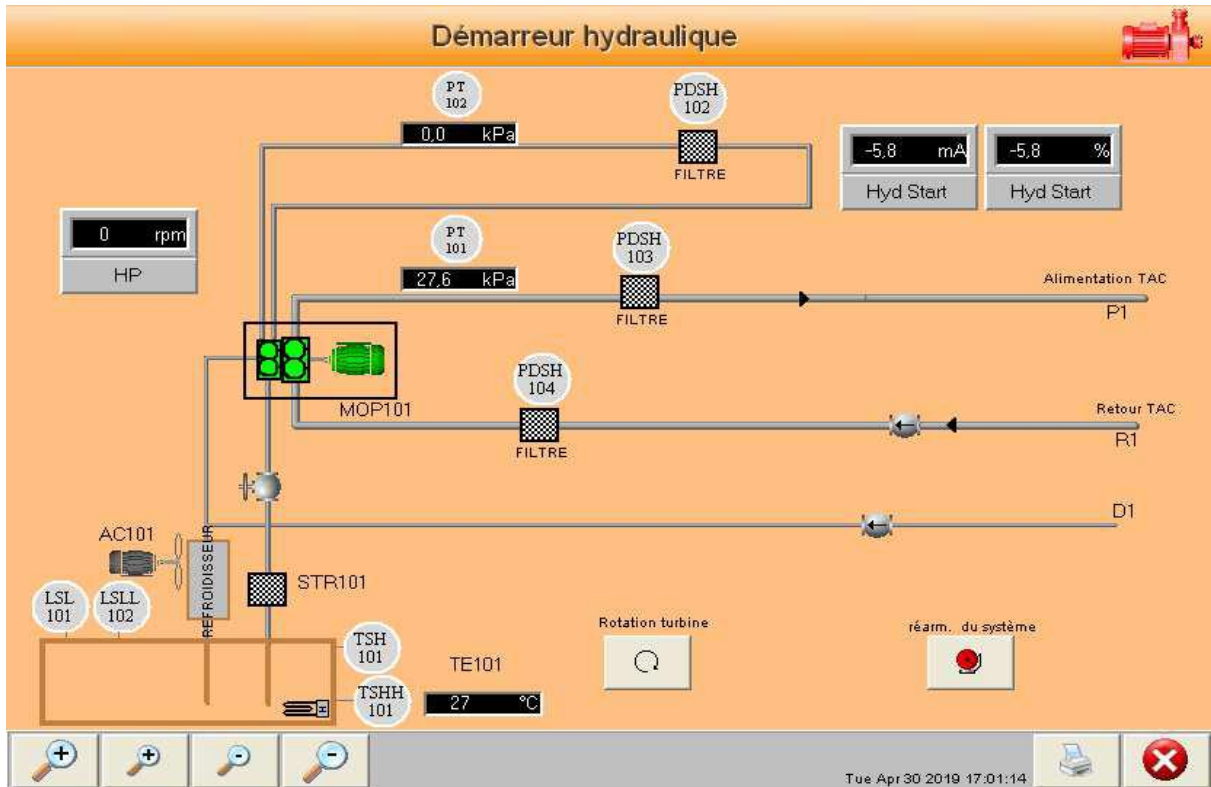 Démarreur hydraulique
PT
102
0,0 kPa
PDSH
102
FILTRE
-5,8 mA
Hyd Start
-5,8 %
Hyd Start
0 rpm
HP
PT
101
27,6 kPa
PDSH
103
FILTRE
Alimentation TAC
P1
MOP101
PDSH
104
FILTRE
Retour TAC
R1
D1
AC101
REFROIDISSEUR
STR101
LSL
101
LSLL
102
TSH
101
TSHH
101
TE101
27 °C
Rotation turbine
réarm. du système
Tue Apr 30 2019 17:01:14